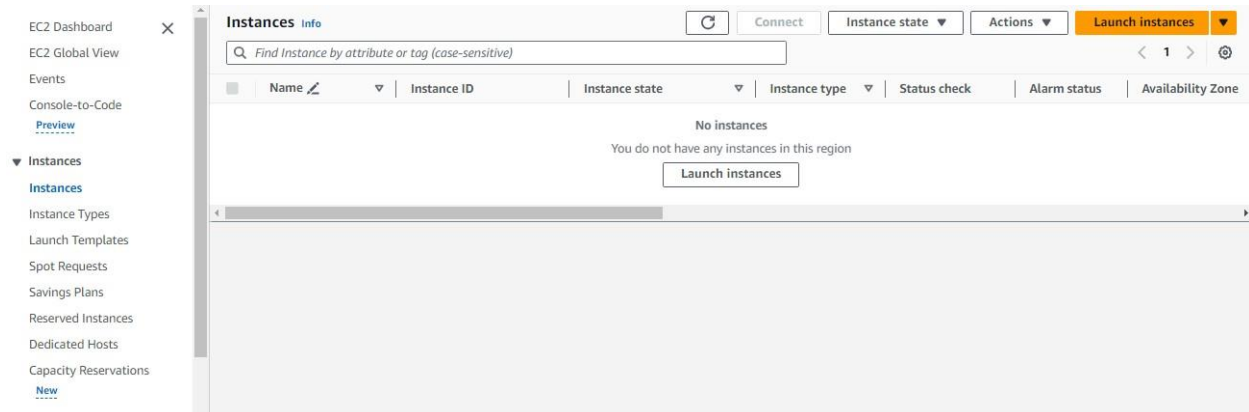 EC2 Dashboard
EC2 Global View
Events
Console-to-Code
Preview
Instances
Instances
Instance Types
Launch Templates
Spot Requests
Savings Plans
Reserved Instances
Dedicated Hosts
Capacity Reservations
New
Instances Info
Connect
Instance state
Actions
Launch instances
Find Instance by attribute or tag (case-sensitive)
1
Name Instance ID Instance state Instance type Status check Alarm status Availability Zone
No instances
You do not have any instances in this region
Launch instances